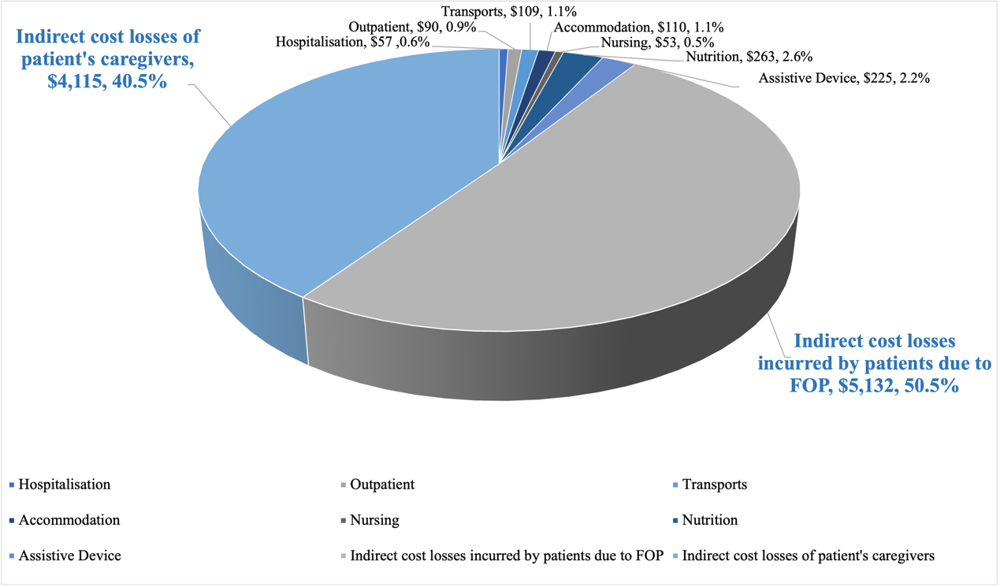 Transports, $109, 1.1%
Outpatient, $90, 0.9%
Accommodation, $110, 1.1%
Hospitalisation, $57 ,0.6%
Nursing, $53, 0.5%
Nutrition, $263, 2.6%
Assistive Device, $225, 2.2%
Indirect cost losses of
patient's caregivers,
$4,115, 40.5%
Indirect cost losses
incurred by patients due to
FOP, $5,132, 50.5%
Hospitalisation
Outpatient
Transports
Accommodation
Nursing
Nutrition
Assistive Device
Indirect cost losses incurred by patients due to FOP
Indirect cost losses of patient's caregivers